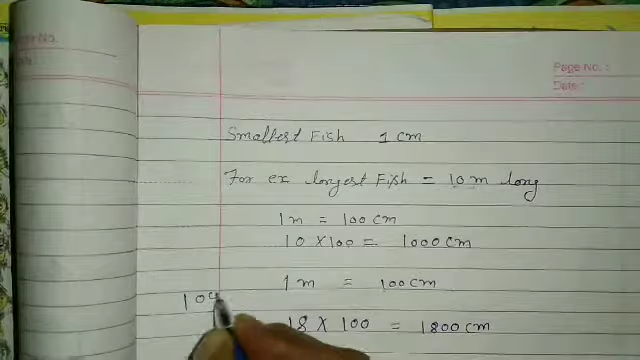 Page No. :
Date :
Smallest Fish 1 cm
For ex longest Fish = 10 m long
1 m = 100 cm
10 × 100 = 1000 cm
1 m = 100 cm
18 × 100 = 1800 cm